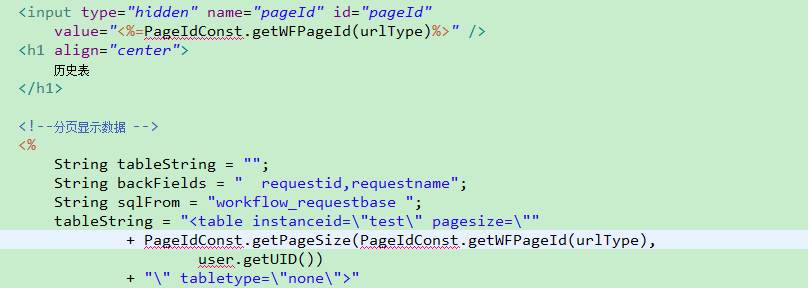 <input type="hidden" name="pageId" id="pageId"
value="<%=PageIdConst.getWFPageId(urlType)%>" />
<h1 align="center">
历史表
</h1>
<!--分页显示数据 -->
<%
String tableString = "";
String backFields = "  requestid,requestname";
String sqlFrom = "workflow_requestbase ";
tableString = "<table instanceid=\"test\" pagesize=\""
+ PageIdConst.getPageSize(PageIdConst.getWFPageId(urlType),
user.getUID())
+ "\" tabletype=\"none\">"